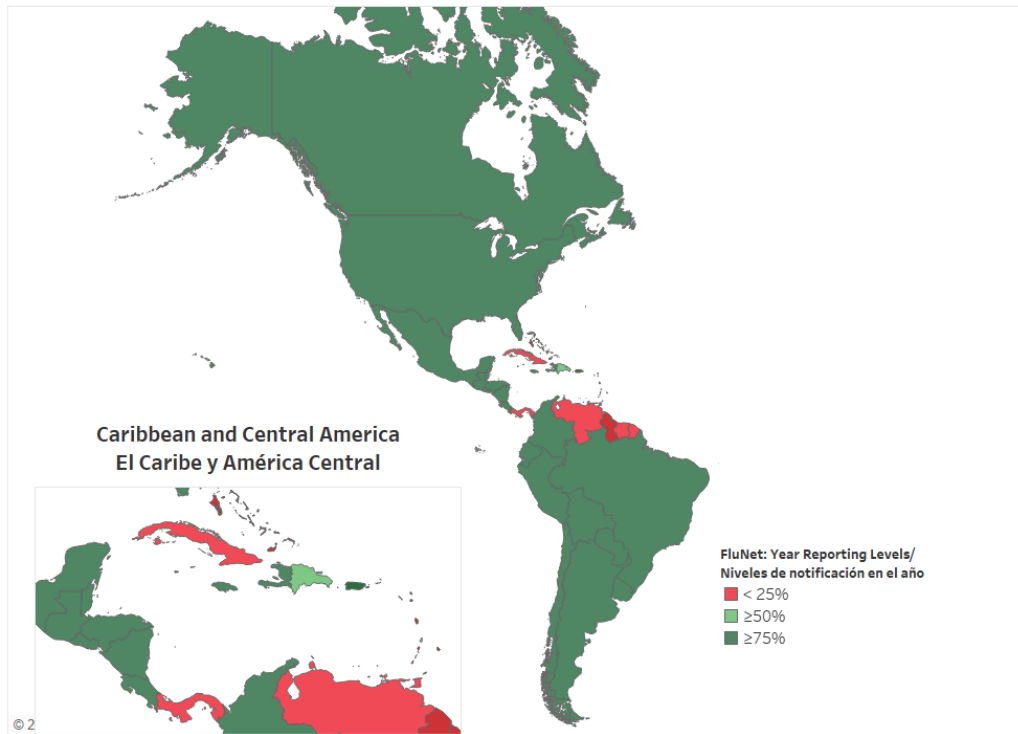 Caribbean and Central America
El Caribe y América Central
FluNet: Year Reporting Levels/
Niveles de notificación en el año
< 25%
≥50%
≥75%
© 2